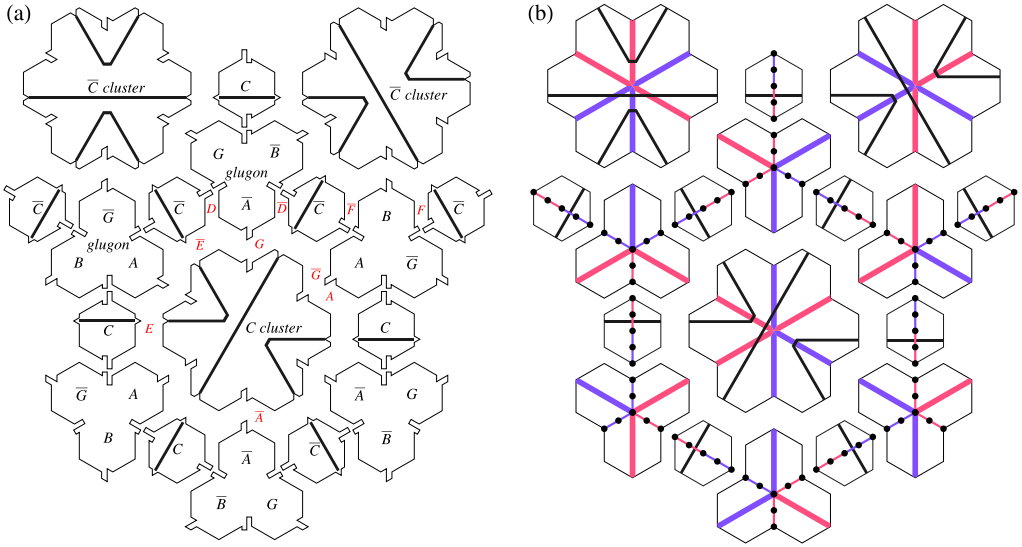 (a)
(b)
C̅ cluster
C
C̅ cluster
G
B̅
glugon
C̅
G̅
C̅
D
A̅
D̅
C̅
F̅
B
F
C̅
glugon
E̅
G
B
A
G̅
A
G̅
A
C
E
C cluster
C
G̅
A
A̅
G
B
C
A̅
A̅
C̅
B̅
B̅
G